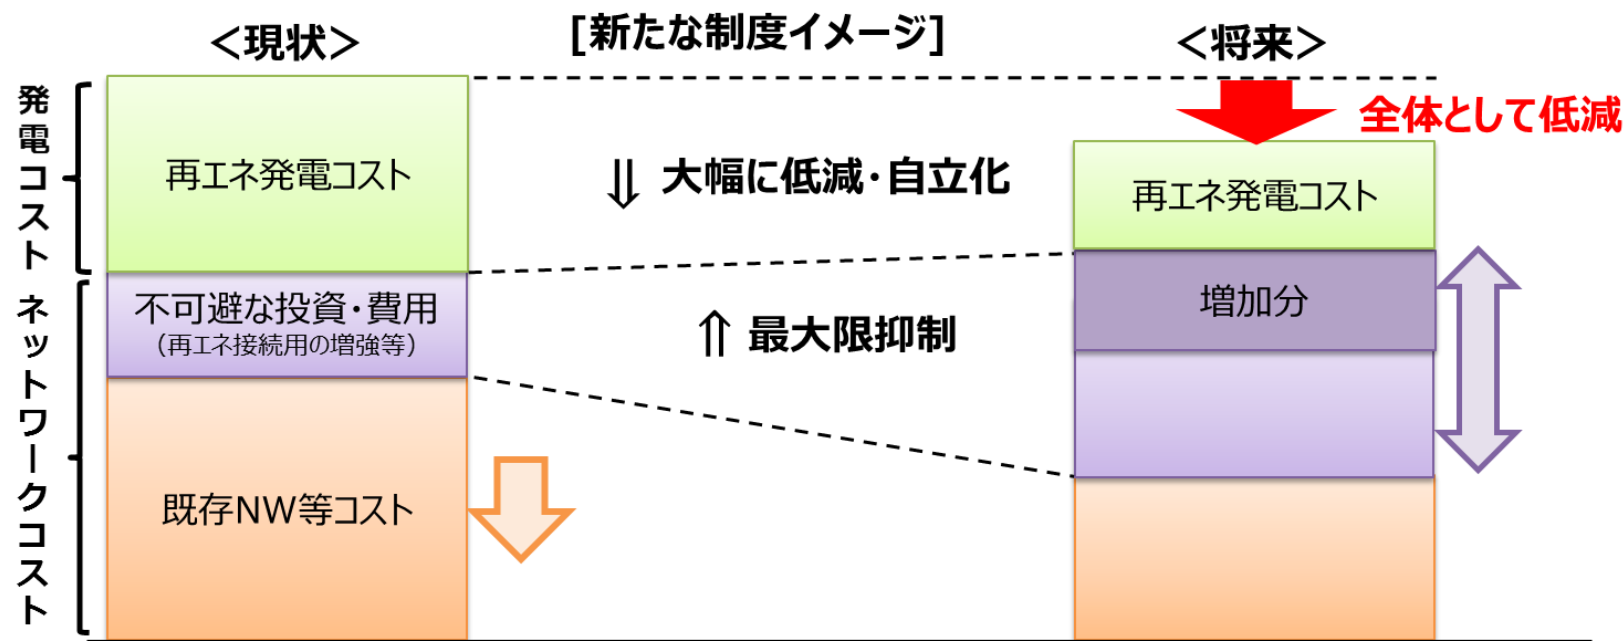 [新たな制度イメージ]
＜現状＞
＜将来＞
発電コスト
ネットワークコスト
再エネ発電コスト
不可避な投資・費用
（再エネ接続用の増強等）
既存NW等コスト
⇓ 大幅に低減・自立化
⇑ 最大限抑制
全体として低減
再エネ発電コスト
増加分